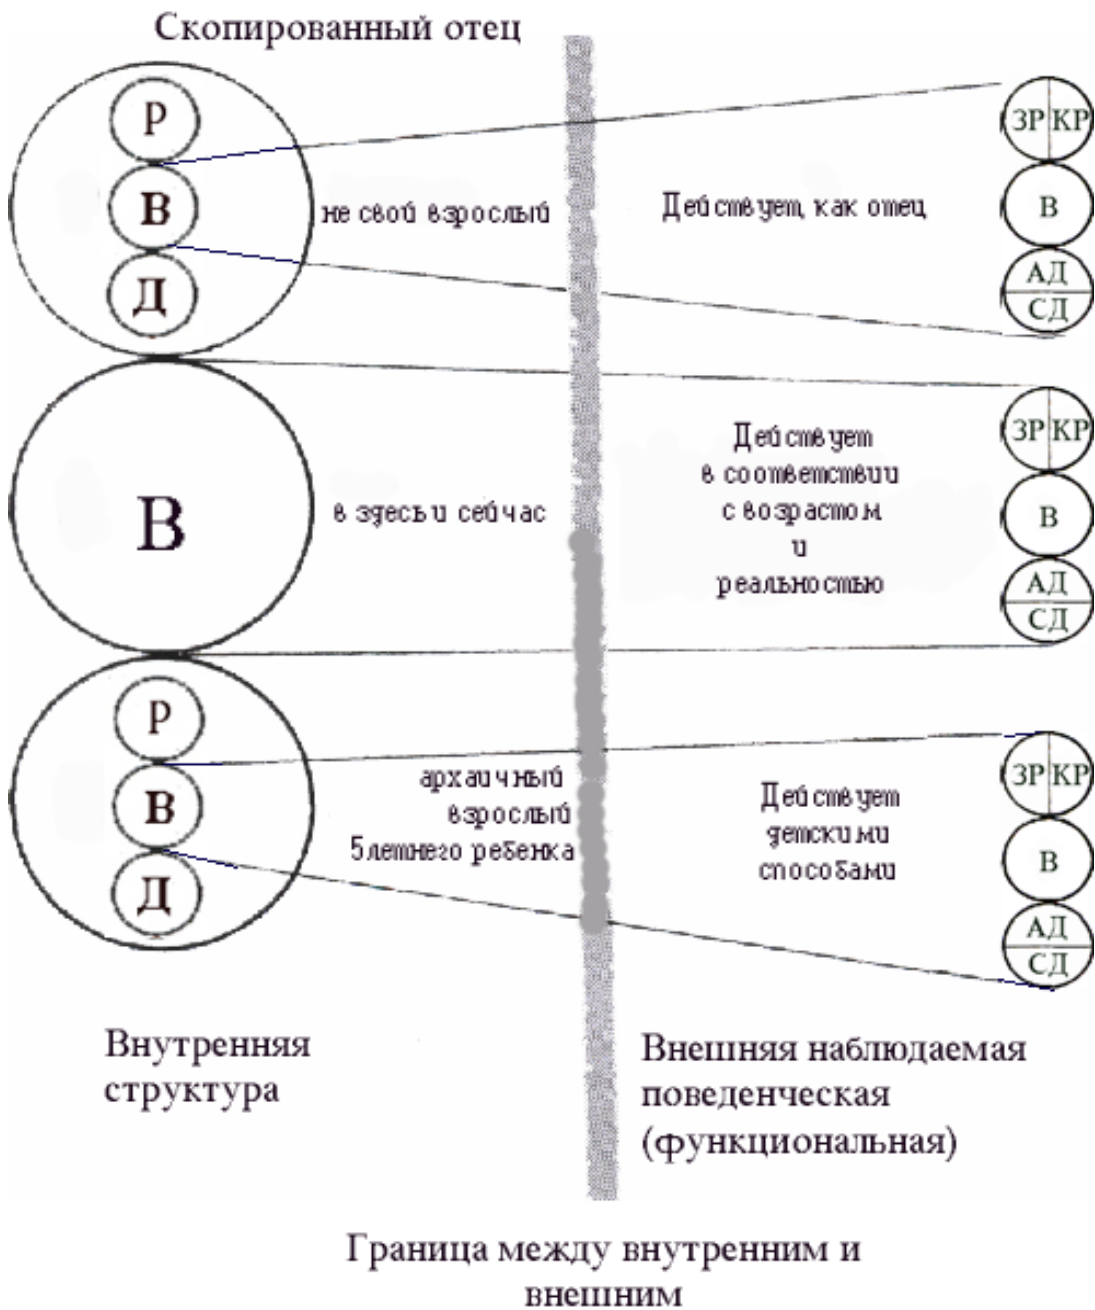 Скопированный отец
Р
В
Д
не свой взрослый
Действует, как отец
ЗР КР
В
АД
СД
В
в здесь и сейчас
Действует
в соответствии
с возрастом
и
реальностью
ЗР КР
В
АД
СД
Р
В
Д
архаичный
взрослый
5летнего ребенка
Действует
детскими
способами
ЗР КР
В
АД
СД
Внутренняя
структура
Внешняя наблюдаемая
поведенческая
(функциональная)
Граница между внутренним и
внешним